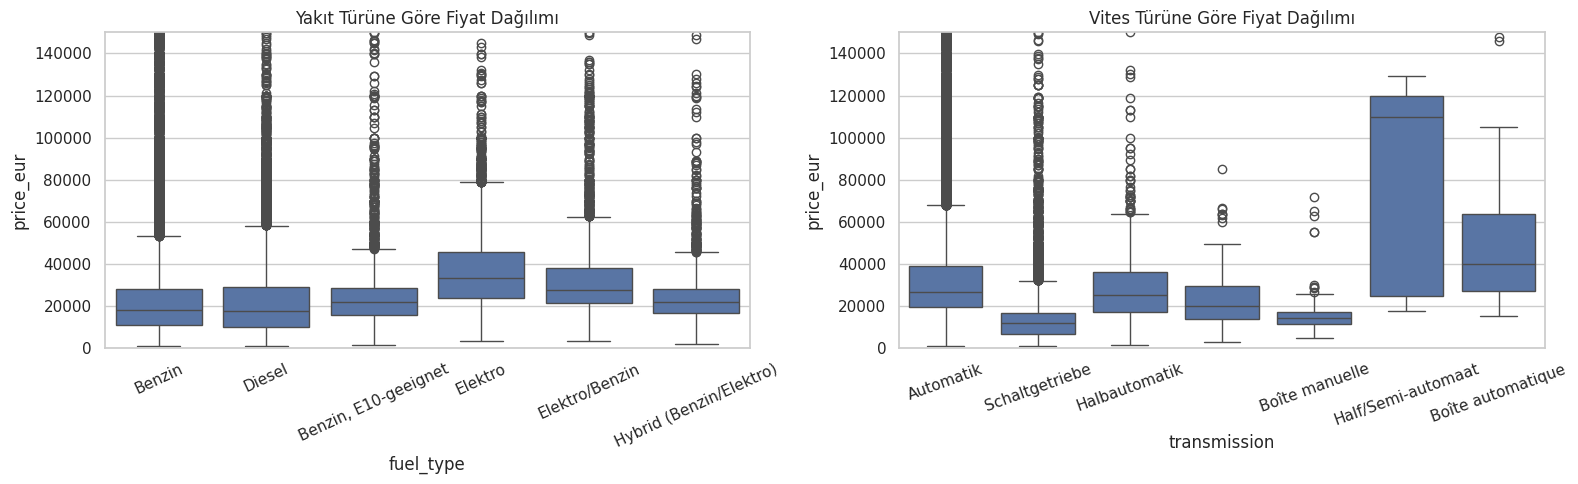 Yakıt Türüne Göre Fiyat Dağılımı
price_eur
140000
120000
100000
80000
60000
40000
20000
0
Benzin
Diesel
Benzin, E10-geeignet
Elektro
Elektro/Benzin
Hybrid (Benzin/Elektro)
fuel_type
Vites Türüne Göre Fiyat Dağılımı
price_eur
140000
120000
100000
80000
60000
40000
20000
0
Automatik
Schaltgetriebe
Halbautomatik
Boîte manuelle
Half/Semi-automaat
Boîte automatique
transmission